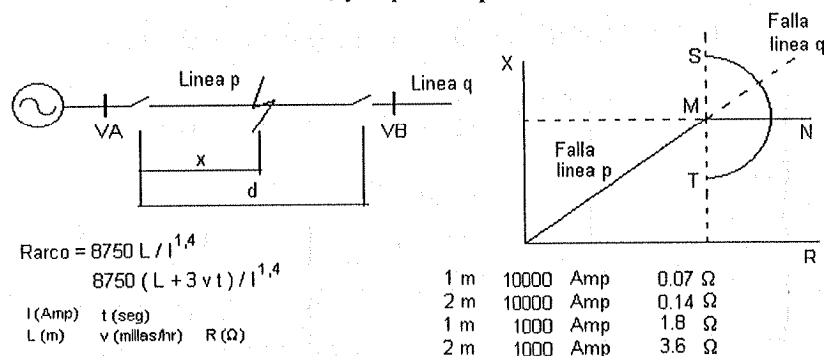 Linea p
Linea q
VA
VB
x
d
X
S
Falla
linea q
M
N
Falla
linea p
T
R
Rarco = 8750 L / I^1,4
8750 ( L + 3 v t ) / I^1,4
I (Amp) t (seg)
L (m) v (millas/hr) R (Ω)
1 m 10000 Amp 0.07 Ω
2 m 10000 Amp 0.14 Ω
1 m 1000 Amp 1.8 Ω
2 m 1000 Amp 3.6 Ω